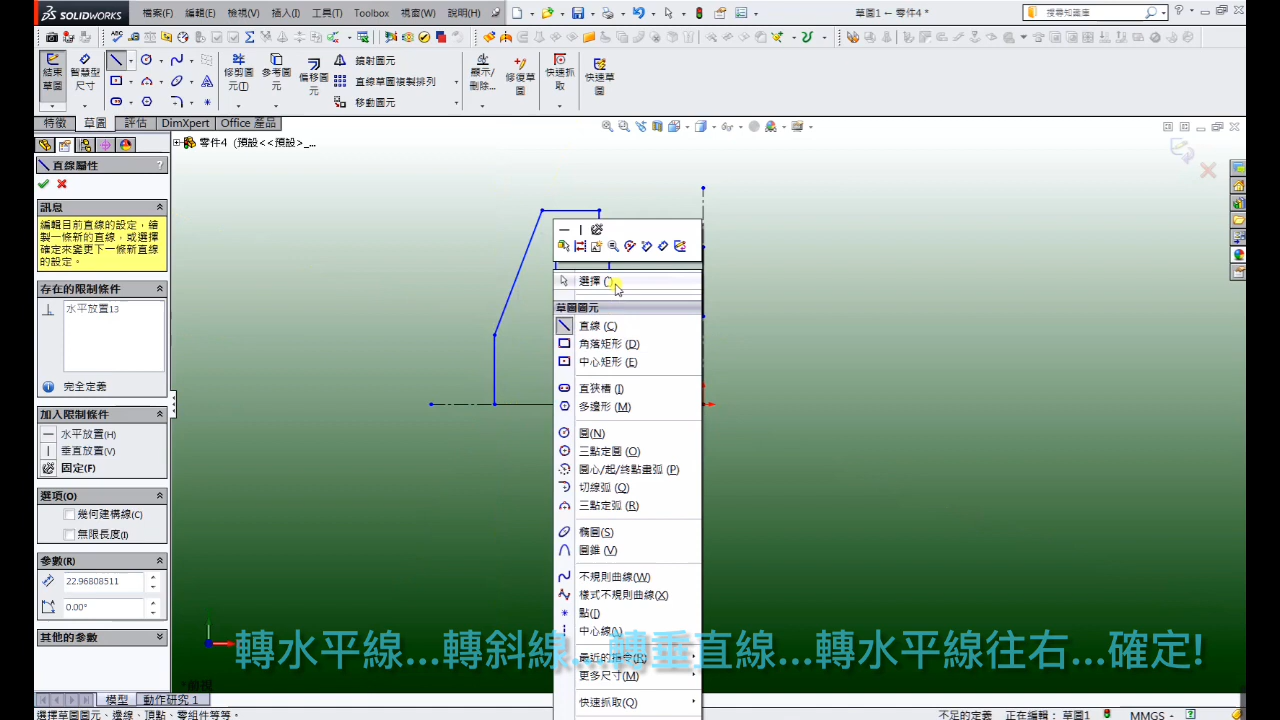 SOLIDWORKS
檔案(F) 編輯(E) 檢視(V) 插入(I) 工具(T) Toolbox 視窗(W) 說明(H)
草圖1 ← 零件4 *
搜尋知識庫
結束
草圖
智慧型
尺寸
修剪圖
元(T)
參考圖
元
偏移圖
元
鏡射圖元
直線草圖複製排列
移動圖元
顯示/
刪除...
修復草
圖
快速抓
取
快速草
圖
特徵 草圖 評估 DimXpert Office 產品
零件4 (預設<<預設>_...
直線屬性
訊息
編輯目前直線的設定，繪
製一條新的直線，或選擇
確定來變更下一條新直線
的設定。
存在的限制條件
水平放置13
完全定義
加入限制條件
水平放置(H)
垂直放置(V)
固定(F)
選項(O)
幾何建構線(C)
無限長度(I)
參數(R)
22.96808511
0.00°
其他的參數
選擇
草圖圖元
直線 (C)
角落矩形 (D)
中心矩形 (E)
直狹槽 (I)
多邊形 (M)
圓(N)
三點定圓 (O)
圓心/起/終點畫弧 (P)
切線弧 (Q)
三點定弧 (R)
橢圓(S)
圓錐 (V)
不規則曲線(W)
樣式不規則曲線(X)
點(J)
中心線(\)
最近的指令(R)
更多尺寸(M)
快速抓取(Q)
轉水平線...轉斜線...轉垂直線...轉水平線往右...確定!
*前視
模型 動作研究 1
選擇草圖圖元、邊線、頂點、零組件等等。
不足的定義 正在編輯：草圖1 MMGS